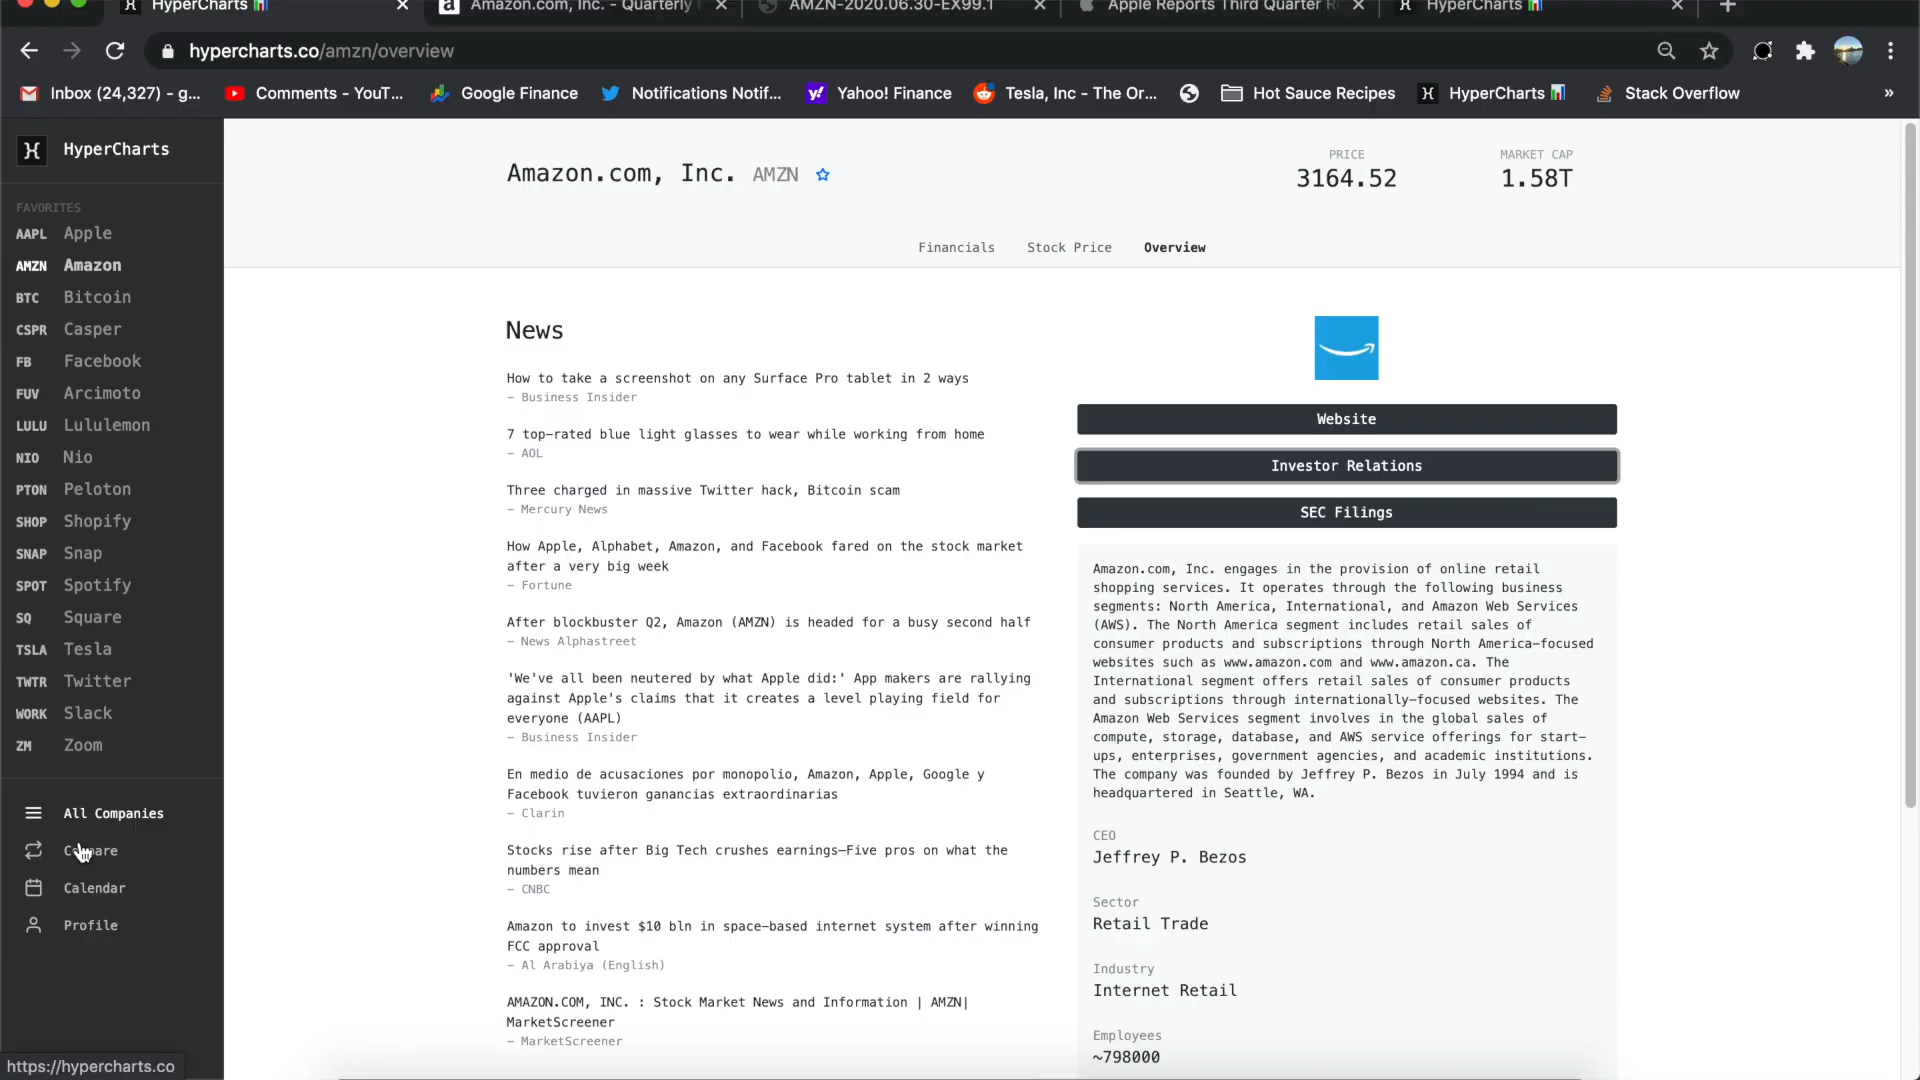 HyperCharts
Amazon.com, Inc. - Quarterly
AMZN-2020.06.30-EX99.1
Apple Reports Third Quarter R
HyperCharts
hypercharts.co/amzn/overview
Inbox (24,327) - g...
Comments - YouT...
Google Finance
Notifications Notif...
Yahoo! Finance
Tesla, Inc - The Or...
Hot Sauce Recipes
HyperCharts
Stack Overflow
»
HyperCharts
FAVORITES
AAPL Apple
AMZN Amazon
BTC Bitcoin
CSPR Casper
FB Facebook
FUV Arcimoto
LULU Lululemon
NIO Nio
PTON Peloton
SHOP Shopify
SNAP Snap
SPOT Spotify
SQ Square
TSLA Tesla
TWTR Twitter
WORK Slack
ZM Zoom
All Companies
Calendar
Profile
https://hypercharts.co
Amazon.com, Inc. AMZN
PRICE
3164.52
MARKET CAP
1.58T
Financials
Stock Price
Overview
News
How to take a screenshot on any Surface Pro tablet in 2 ways
– Business Insider
7 top-rated blue light glasses to wear while working from home
– AOL
Three charged in massive Twitter hack, Bitcoin scam
– Mercury News
How Apple, Alphabet, Amazon, and Facebook fared on the stock market
after a very big week
– Fortune
After blockbuster Q2, Amazon (AMZN) is headed for a busy second half
– News Alphastreet
'We've all been neutered by what Apple did:' App makers are rallying
against Apple's claims that it creates a level playing field for
everyone (AAPL)
– Business Insider
En medio de acusaciones por monopolio, Amazon, Apple, Google y
Facebook tuvieron ganancias extraordinarias
– Clarin
Stocks rise after Big Tech crushes earnings—Five pros on what the
numbers mean
– CNBC
Amazon to invest $10 bln in space-based internet system after winning
FCC approval
– Al Arabiya (English)
AMAZON.COM, INC. : Stock Market News and Information | AMZN|
MarketScreener
– MarketScreener
Website
Investor Relations
SEC Filings
Amazon.com, Inc. engages in the provision of online retail
shopping services. It operates through the following business
segments: North America, International, and Amazon Web Services
(AWS). The North America segment includes retail sales of
consumer products and subscriptions through North America-focused
websites such as www.amazon.com and www.amazon.ca. The
International segment offers retail sales of consumer products
and subscriptions through internationally-focused websites. The
Amazon Web Services segment involves in the global sales of
compute, storage, database, and AWS service offerings for start-
ups, enterprises, government agencies, and academic institutions.
The company was founded by Jeffrey P. Bezos in July 1994 and is
headquartered in Seattle, WA.
CEO
Jeffrey P. Bezos
Sector
Retail Trade
Industry
Internet Retail
Employees
~798000